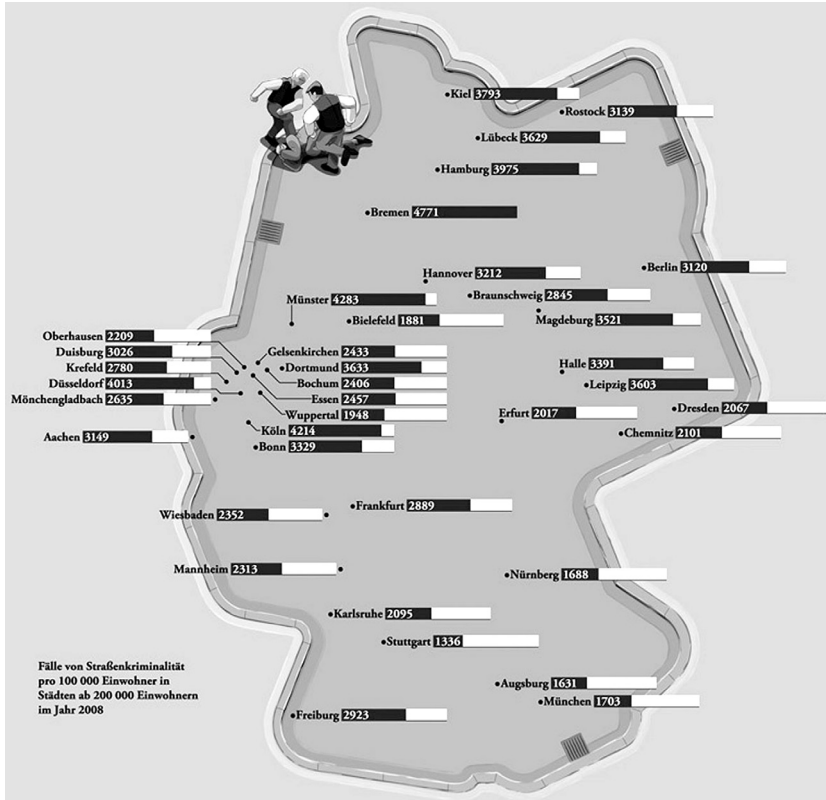 Kiel 3793
Rostock 3139
Lübeck 3629
Hamburg 3975
Bremen 4771
Berlin 3120
Hannover 3212
Braunschweig 2845
Münster 4283
Bielefeld 1881
Magdeburg 3521
Oberhausen 2209
Duisburg 3026
Krefeld 2780
Düsseldorf 4013
Mönchengladbach 2635
Gelsenkirchen 2433
Dortmund 3633
Bochum 2406
Essen 2457
Wuppertal 1948
Köln 4214
Bonn 3329
Aachen 3149
Halle 3391
Leipzig 3603
Erfurt 2017
Dresden 2067
Chemnitz 2101
Wiesbaden 2352
Frankfurt 2889
Mannheim 2313
Nürnberg 1688
Karlsruhe 2095
Stuttgart 1336
Augsburg 1631
München 1703
Freiburg 2923
Fälle von Straßenkriminalität
pro 100 000 Einwohner in
Städten ab 200 000 Einwohnern
im Jahr 2008